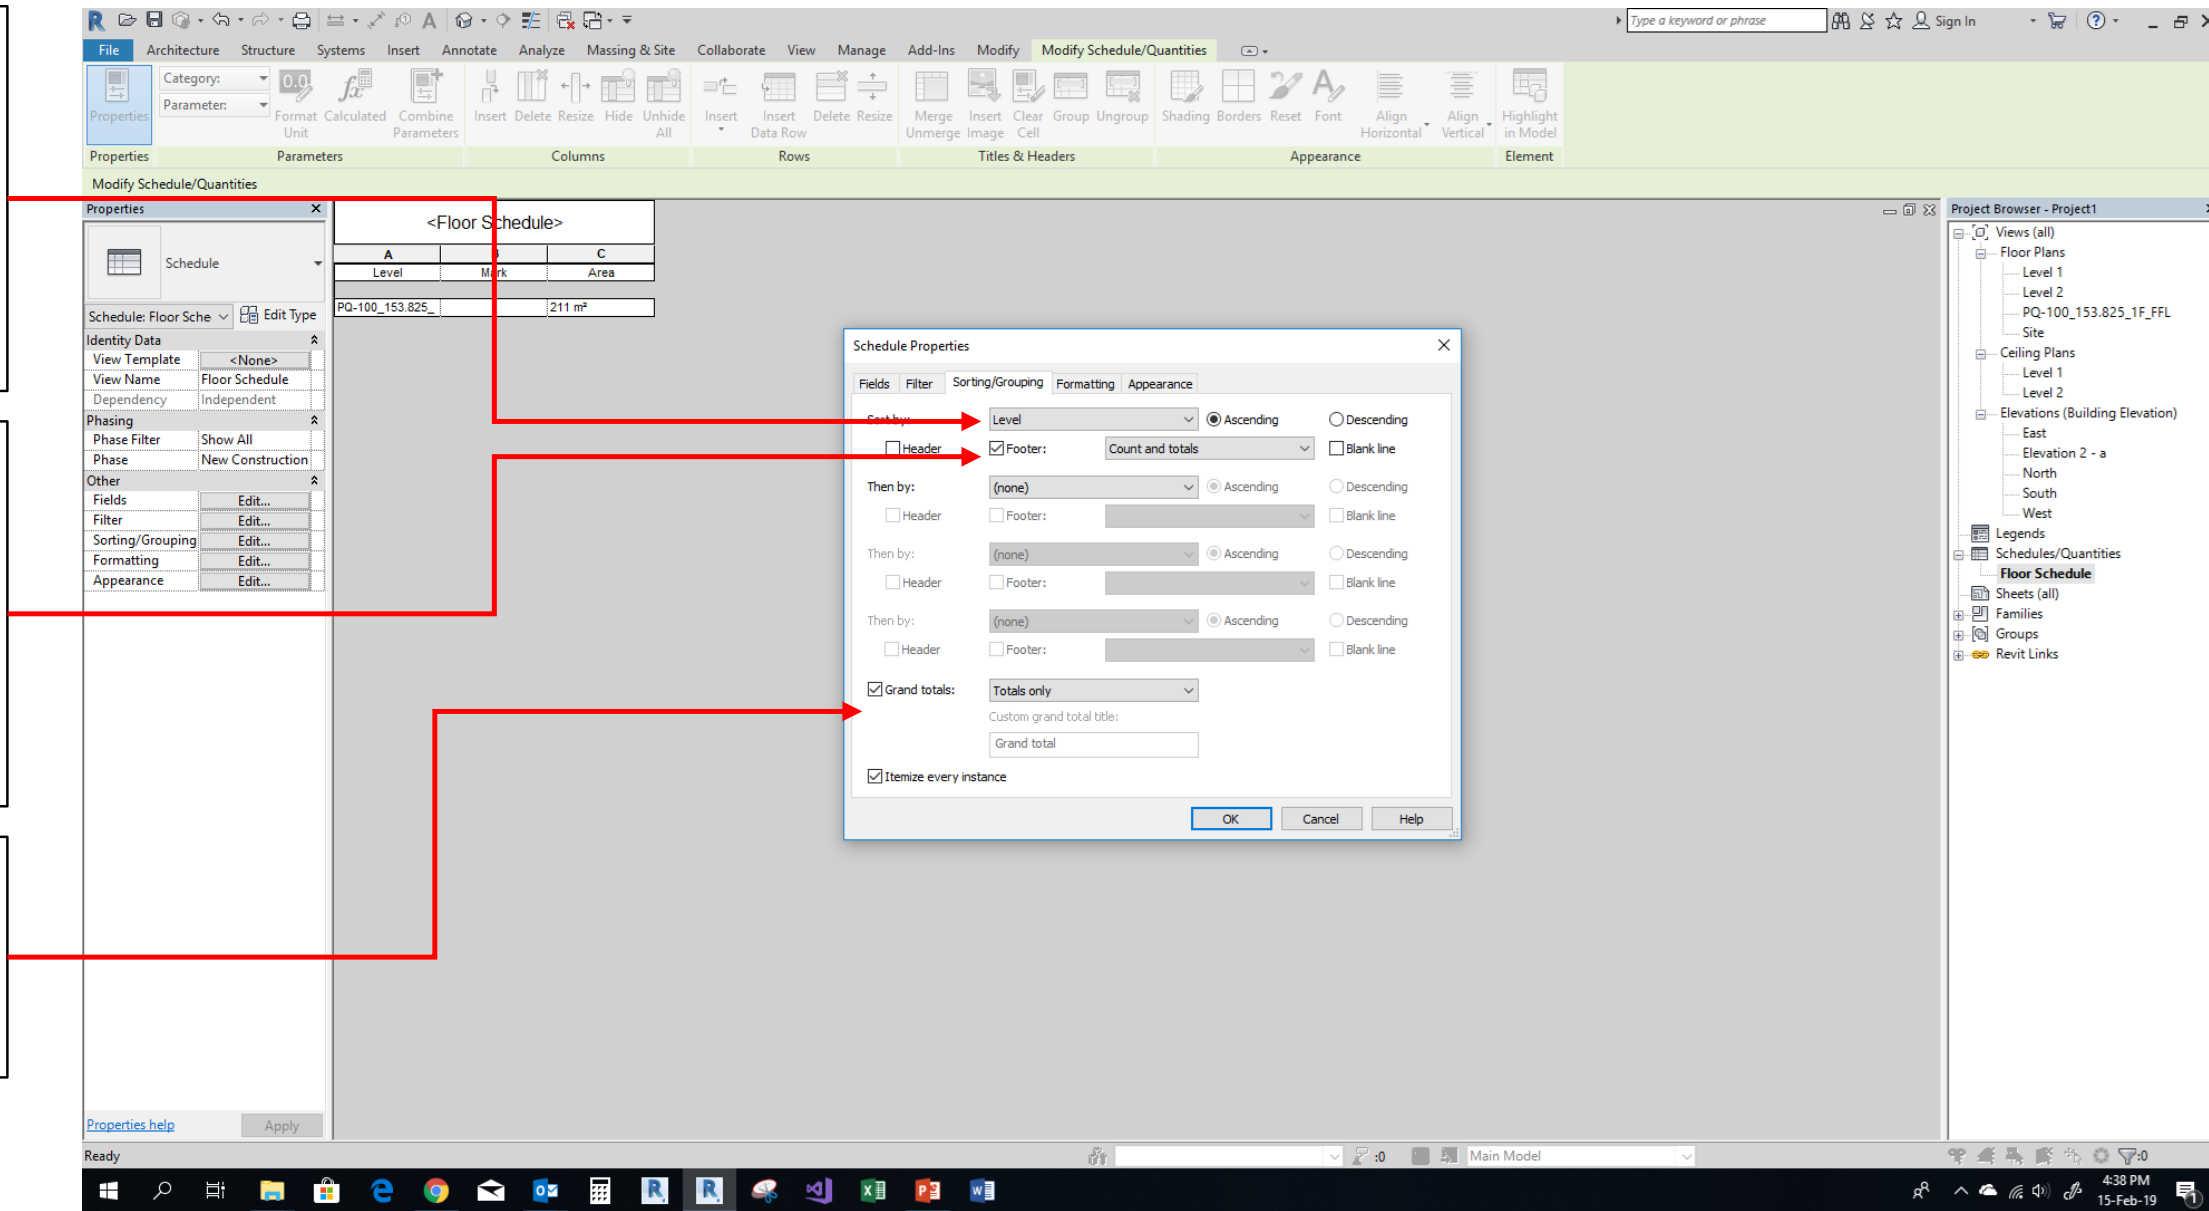 Type a keyword or phrase
Sign In
File Architecture Structure Systems Insert Annotate Analyze Massing & Site Collaborate View Manage Add-Ins Modify Modify Schedule/Quantities
Properties
Category:
Parameter:
Format Unit
Calculated
Combine Parameters
Insert Delete Resize Hide Unhide All
Insert
Insert Data Row
Delete Resize
Merge Unmerge
Insert Image
Clear Cell
Group Ungroup
Shading Borders Reset Font
Align Horizontal
Align Vertical
Highlight in Model
Properties Parameters Columns Rows Titles & Headers Appearance Element
Modify Schedule/Quantities
Properties
Schedule
Schedule: Floor Sche
Edit Type
Identity Data
View Template <None>
View Name Floor Schedule
Dependency Independent
Phasing
Phase Filter Show All
Phase New Construction
Other
Fields Edit...
Filter Edit...
Sorting/Grouping Edit...
Formatting Edit...
Appearance Edit...
Properties help
Apply
<Floor Schedule>
A B C
Level Mark Area
PQ-100_153.825_ 211 m²
Schedule Properties
Fields Filter Sorting/Grouping Formatting Appearance
Sort by: Level Ascending Descending
Header Footer: Count and totals Blank line
Then by: (none) Ascending Descending
Header Footer: Blank line
Then by: (none) Ascending Descending
Header Footer: Blank line
Then by: (none) Ascending Descending
Header Footer: Blank line
Grand totals: Totals only
Custom grand total title:
Grand total
Itemize every instance
OK Cancel Help
Project Browser - Project1
Views (all)
Floor Plans
Level 1
Level 2
PQ-100_153.825_1F_FFL
Site
Ceiling Plans
Level 1
Level 2
Elevations (Building Elevation)
East
Elevation 2 - a
North
South
West
Legends
Schedules/Quantities
Floor Schedule
Sheets (all)
Families
Groups
Revit Links
Ready
:0
Main Model
:0
4:38 PM
15-Feb-19